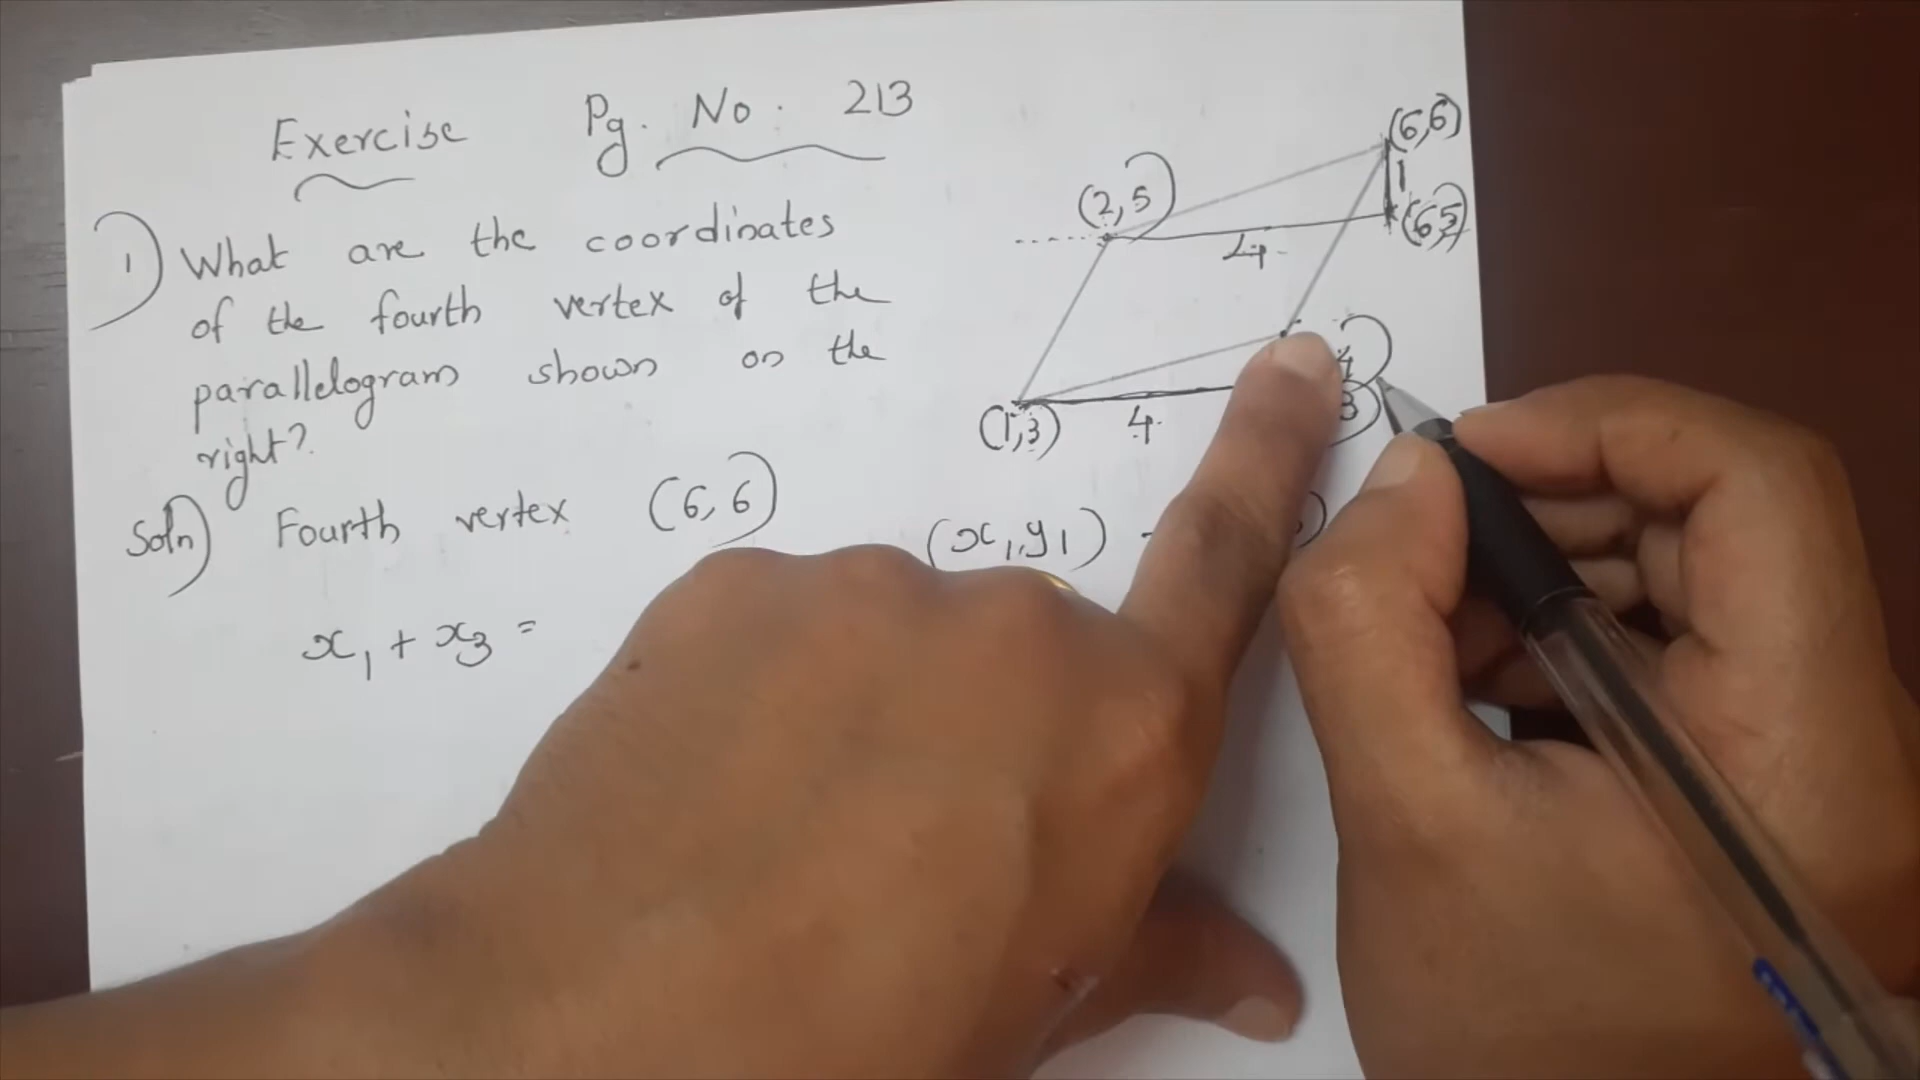 Exercise Pg. No. 213
1) What are the coordinates
of the fourth vertex of the
parallelogram shown on the
right?
Soln) Fourth vertex (6,6)
x₁ + x₃ =
(6,6)
1
(2,5)
(6,5)
4
4
3
(1,3)
4
(x₁,y₁)